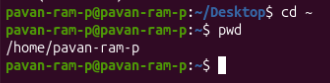 pavan-ram-p@pavan-ram-p:~/Desktop$ cd ~
pavan-ram-p@pavan-ram-p:~$ pwd
/home/pavan-ram-p
pavan-ram-p@pavan-ram-p:~$